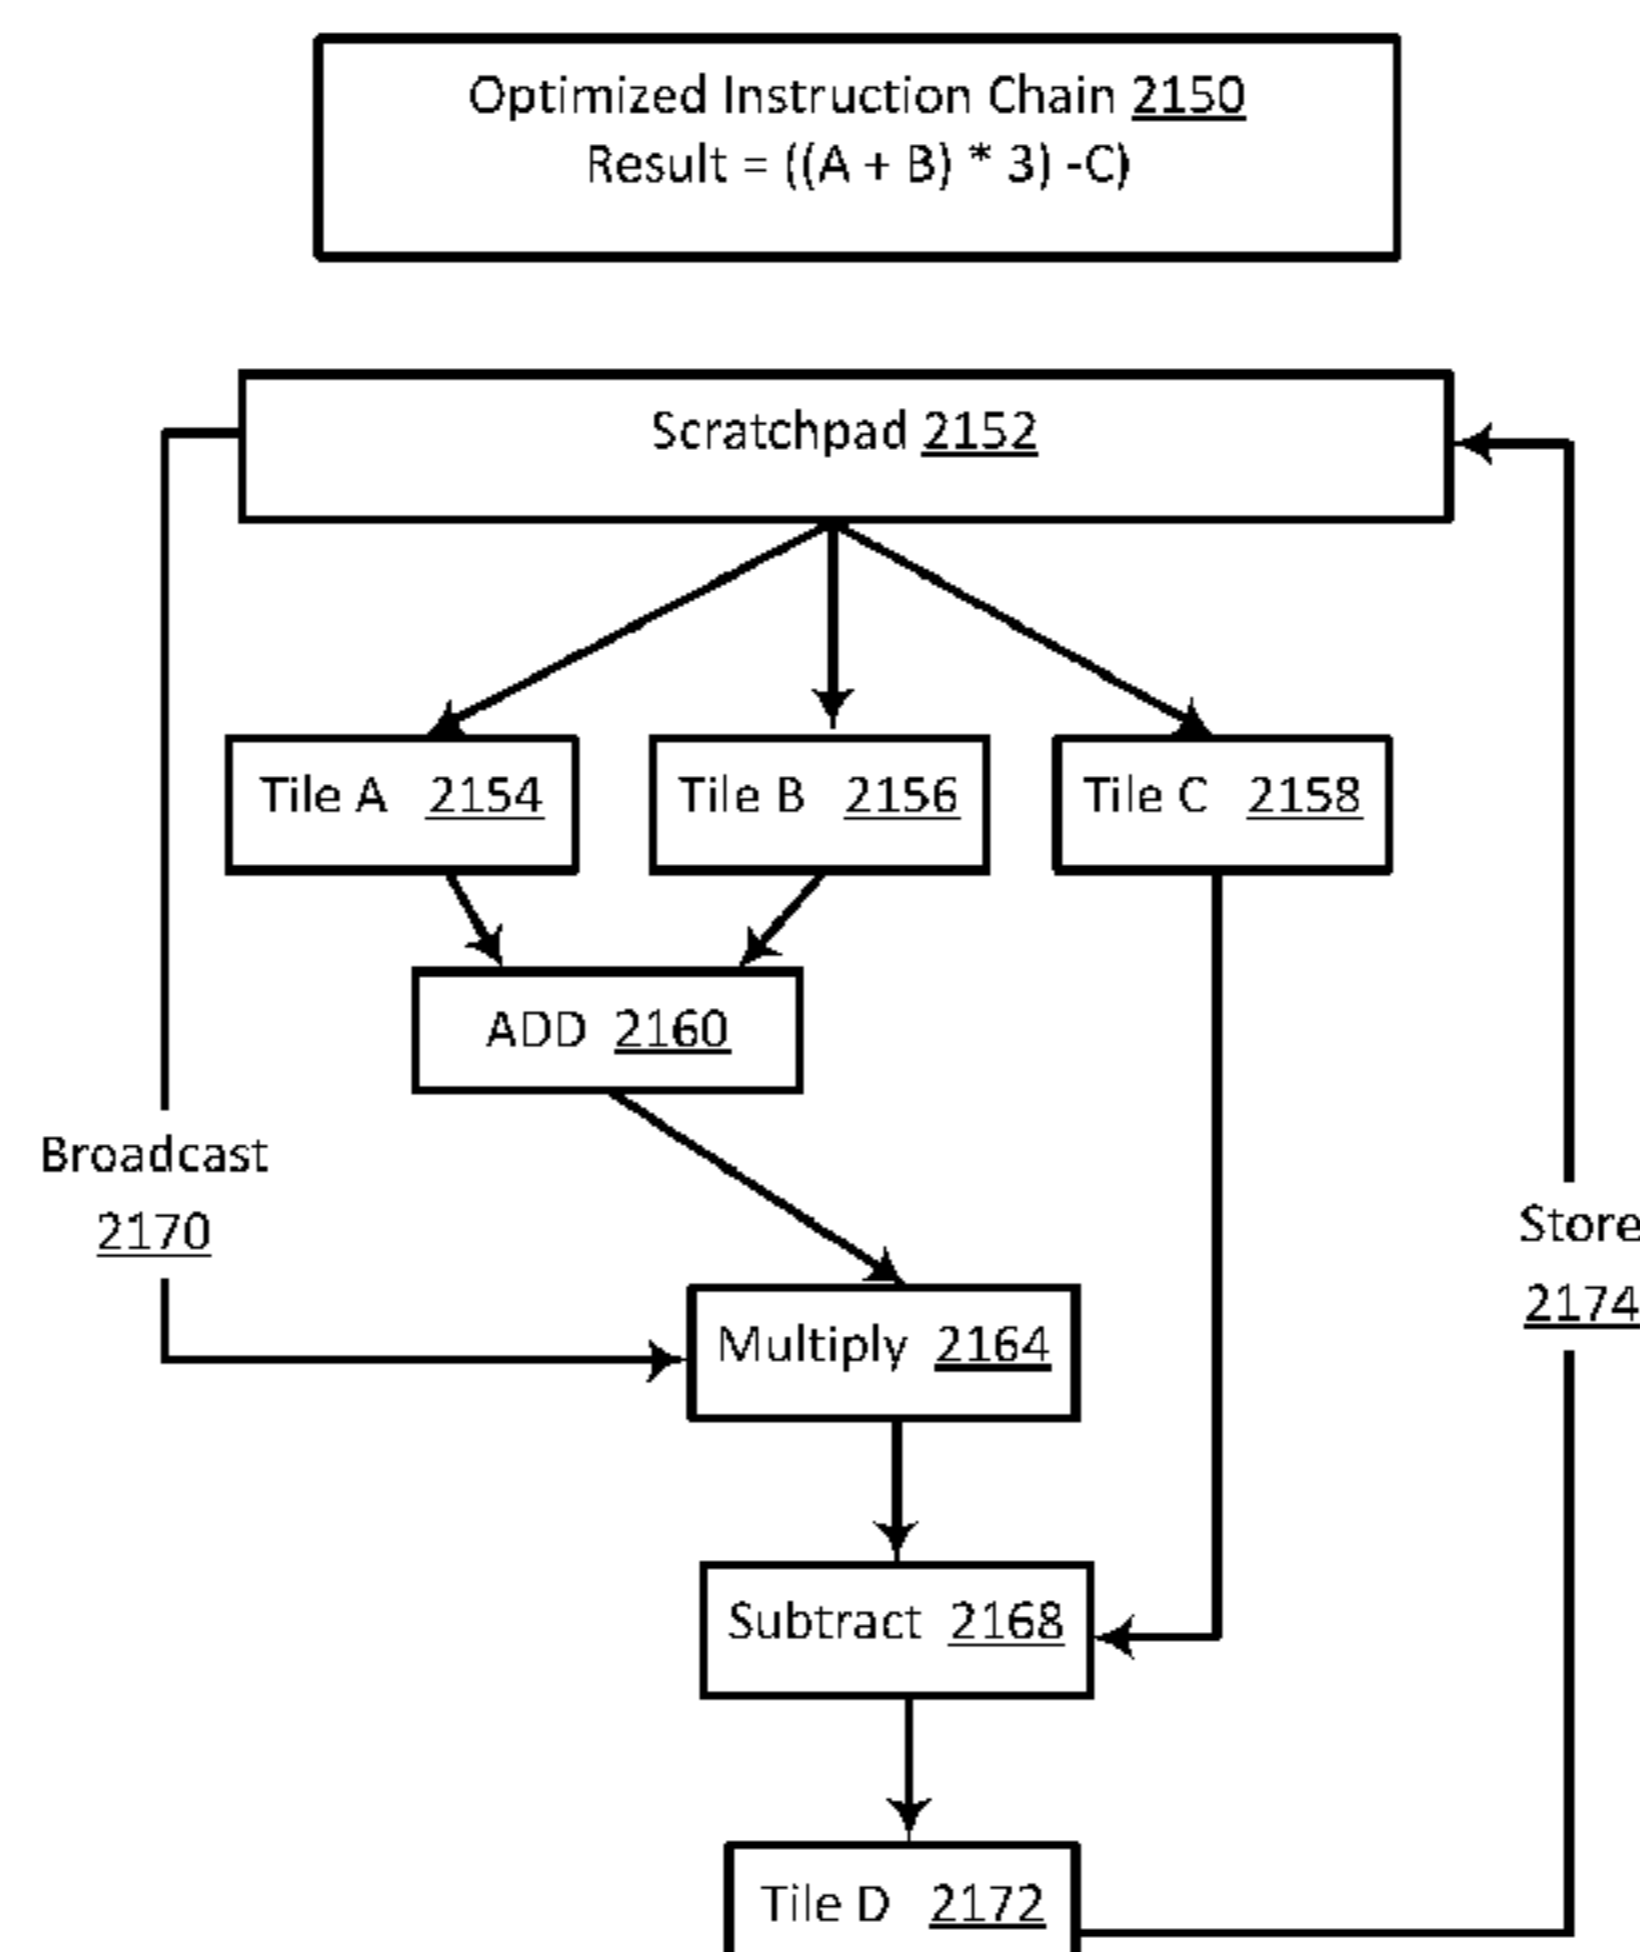 Optimized Instruction Chain 2150
Result = ((A + B) * 3) -C)
Scratchpad 2152
Tile A 2154
Tile B 2156
Tile C 2158
ADD 2160
Broadcast
2170
Store
2174
Multiply 2164
Subtract 2168
Tile D 2172